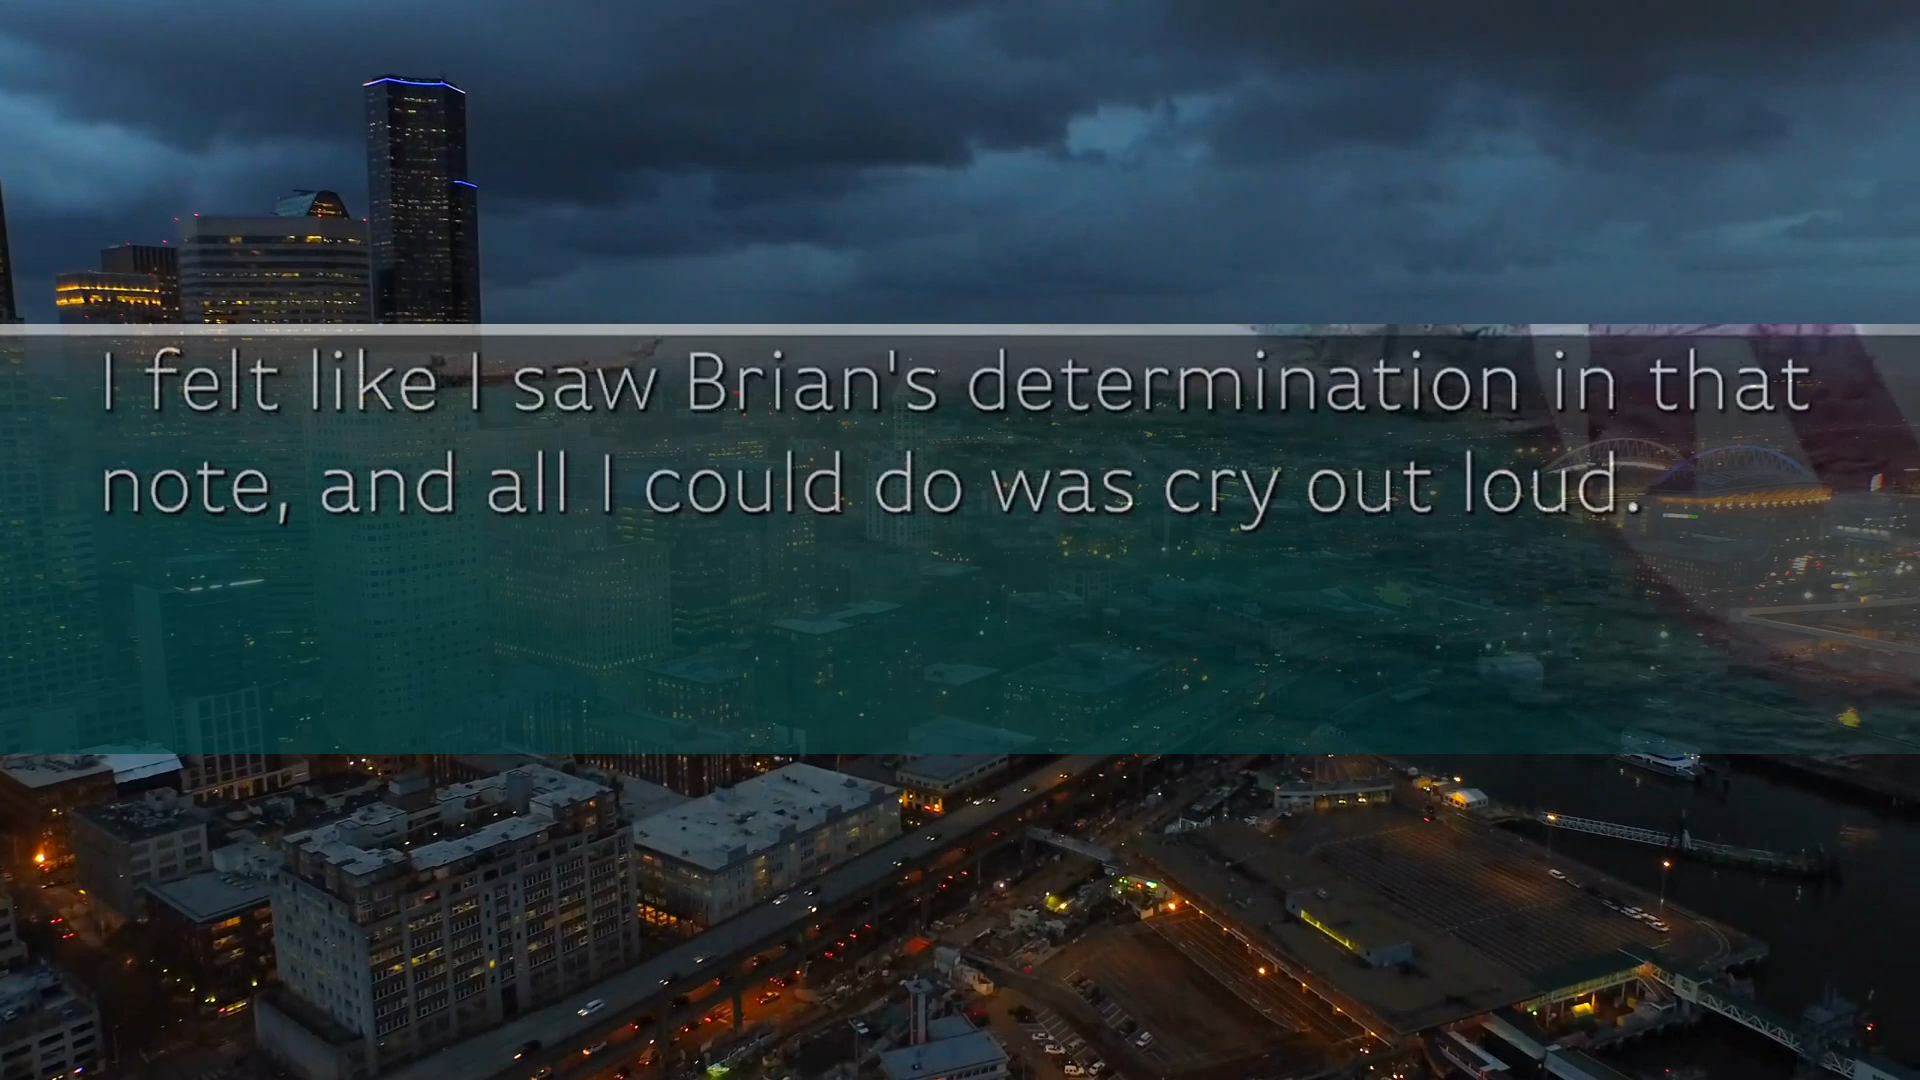 I felt like I saw Brian's determination in that
note, and all I could do was cry out loud.